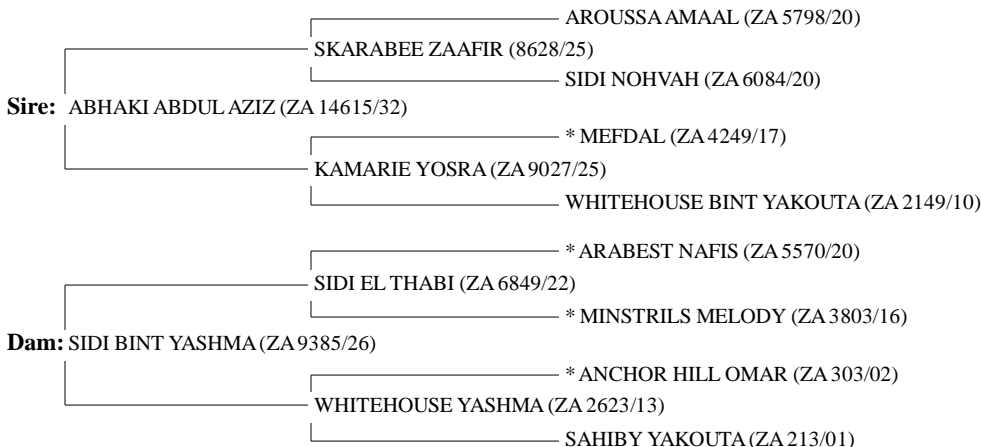 AROUSSA AMAAL (ZA 5798/20)
SKARABEE ZAAFIR (8628/25)
SIDI NOHVAH (ZA 6084/20)
Sire: ABHAKI ABDUL AZIZ (ZA 14615/32)
* MEFDAL (ZA 4249/17)
KAMARIE YOSRA (ZA 9027/25)
WHITEHOUSE BINT YAKOUTA (ZA 2149/10)
* ARABEST NAFIS (ZA 5570/20)
SIDI EL THABI (ZA 6849/22)
* MINSTRILS MELODY (ZA 3803/16)
Dam: SIDI BINT YASHMA (ZA 9385/26)
* ANCHOR HILL OMAR (ZA 303/02)
WHITEHOUSE YASHMA (ZA 2623/13)
SAHIBY YAKOUTA (ZA 213/01)